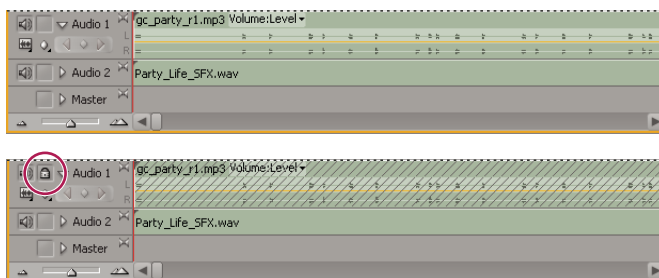 Audio 1 gc_party_r1.mp3 Volume:Level
L
R
Audio 2 Party_Life_SFX.wav
Master
Audio 1 gc_party_r1.mp3 Volume:Level
L
R
Audio 2 Party_Life_SFX.wav
Master